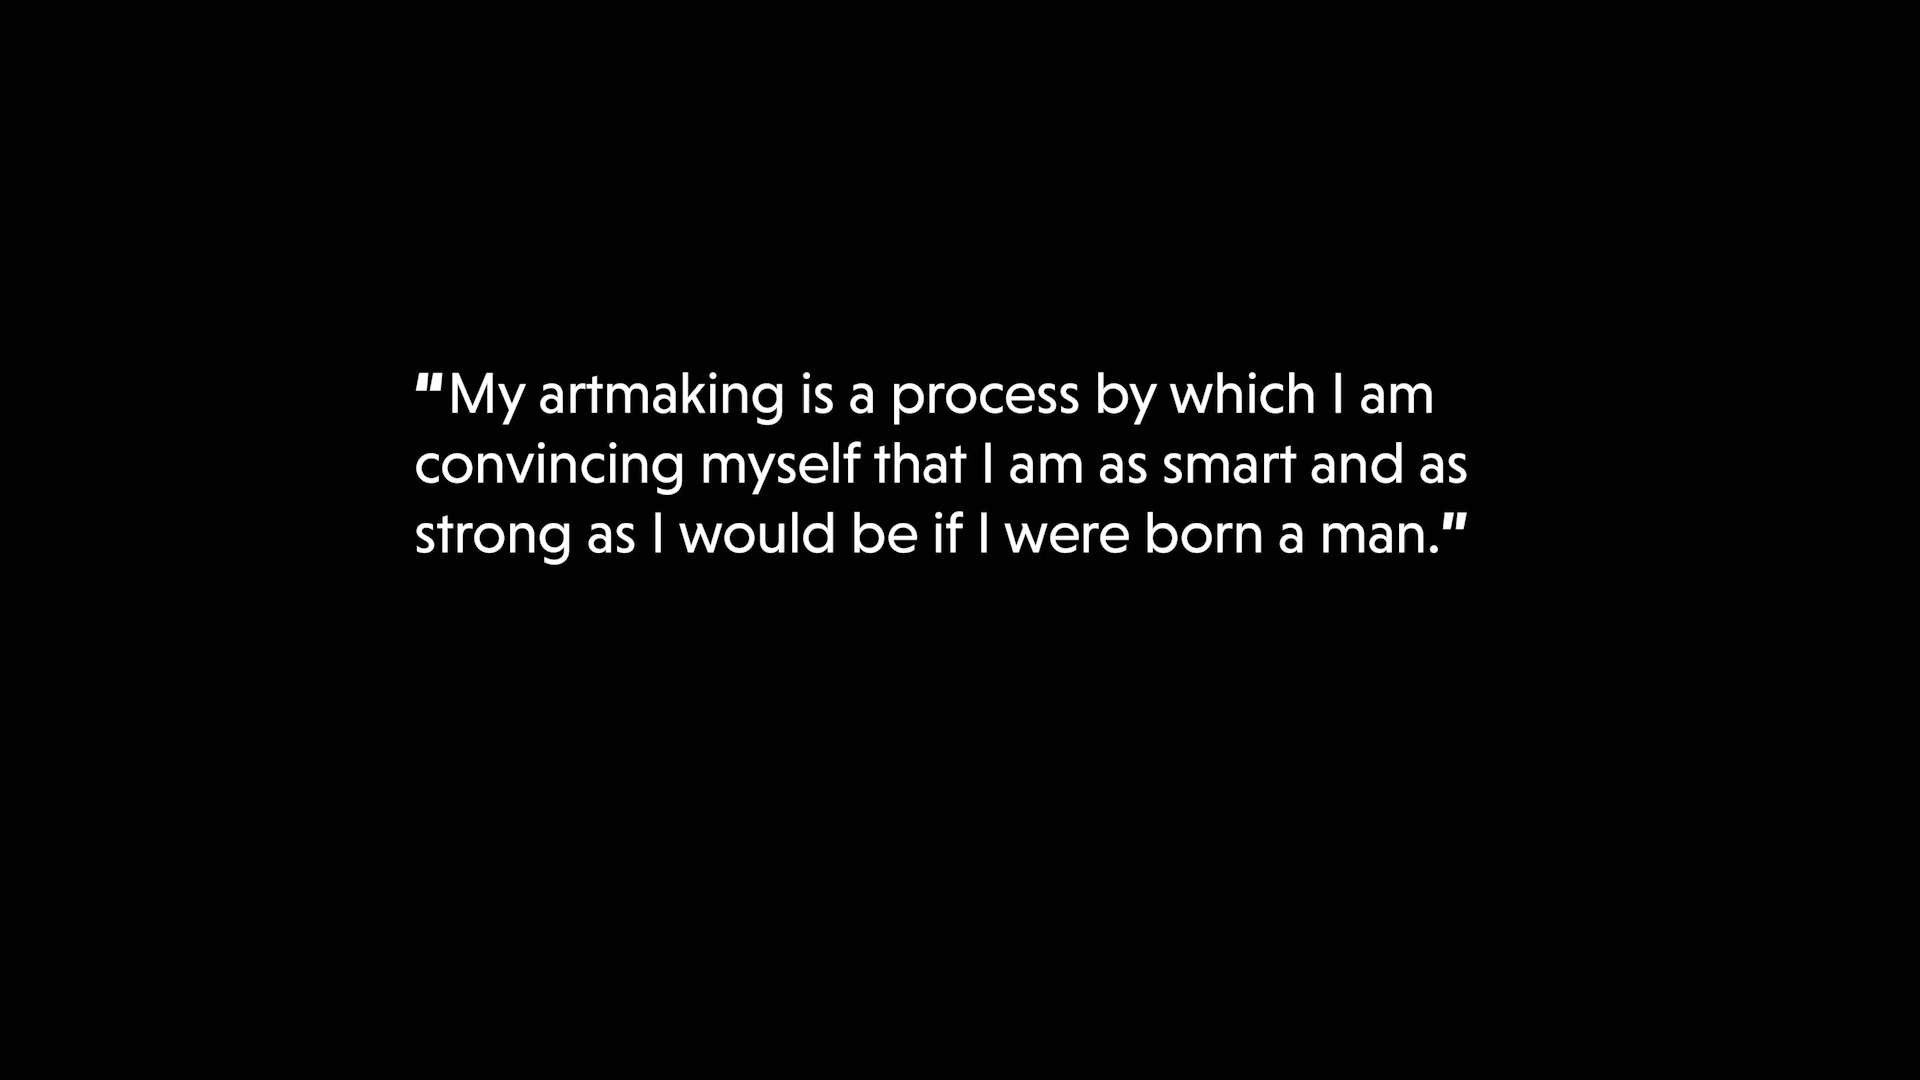 "My artmaking is a process by which I am
convincing myself that I am as smart and as
strong as I would be if I were born a man."